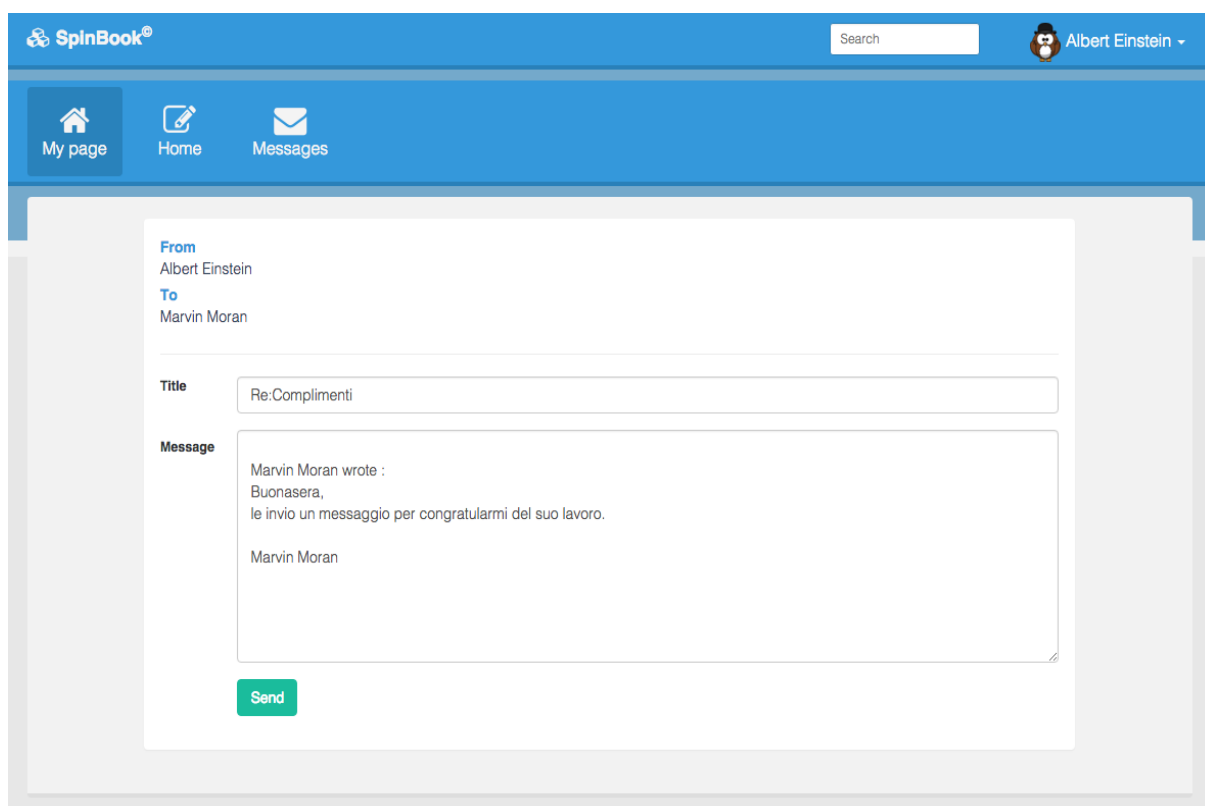 SpinBook©
Search
Albert Einstein
My page
Home
Messages
From
Albert Einstein
To
Marvin Moran
Title
Re:Complimenti
Message
Marvin Moran wrote :
Buonasera,
le invio un messaggio per congratularmi del suo lavoro.
Marvin Moran
Send